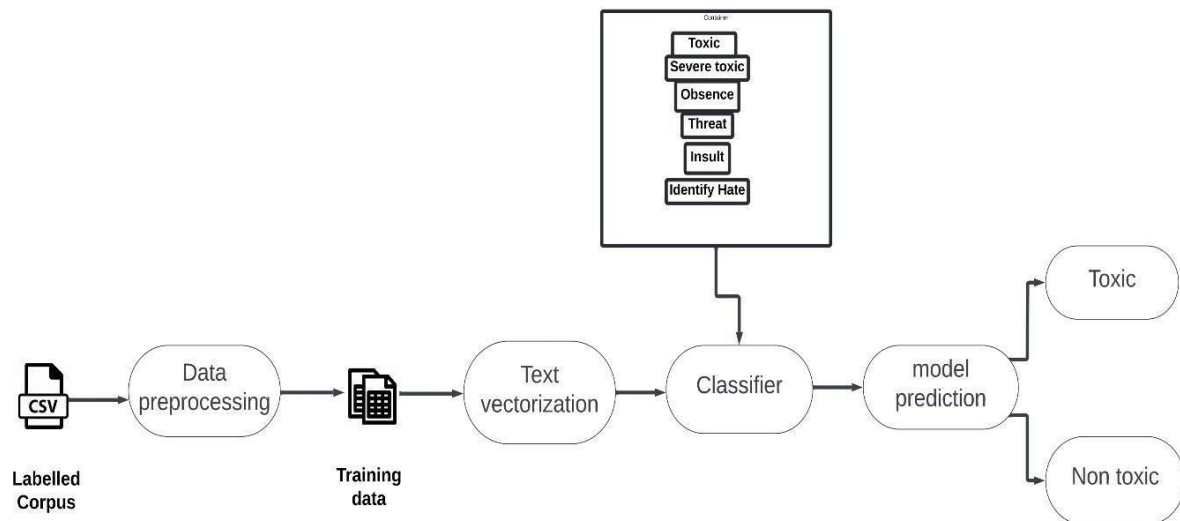 Container
Toxic
Severe toxic
Obsence
Threat
Insult
Identify Hate
Toxic
CSV
Data
preprocessing
Text
vectorization
Classifier
model
prediction
Labelled
Corpus
Training
data
Non toxic